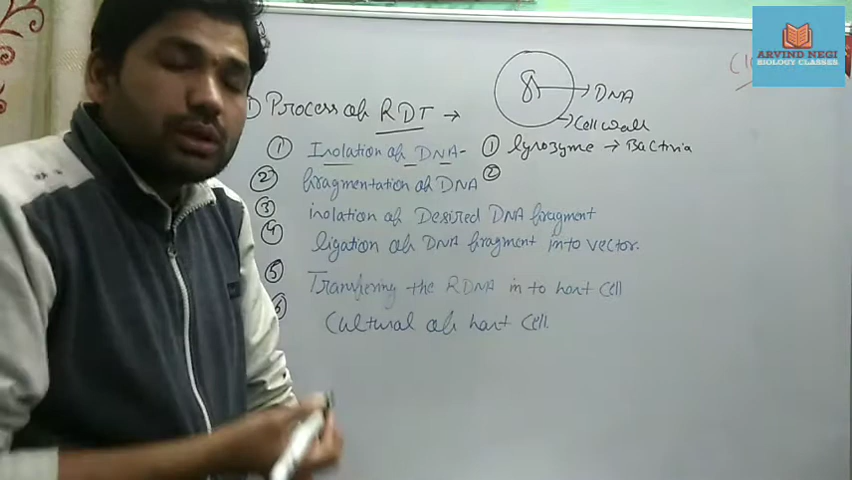 ARVIND NEGI
BIOLOGY CLASSES
Process of RDT →
DNA
Cell wall
① Isolation of DNA - ① lysozyme → Bactria
② fragmentation of DNA ②
③ isolation of Desired DNA fragment
④ ligation of DNA fragment into vector.
⑤ Transfering the RDNA in to host cell
⑥ Cultural of host cell